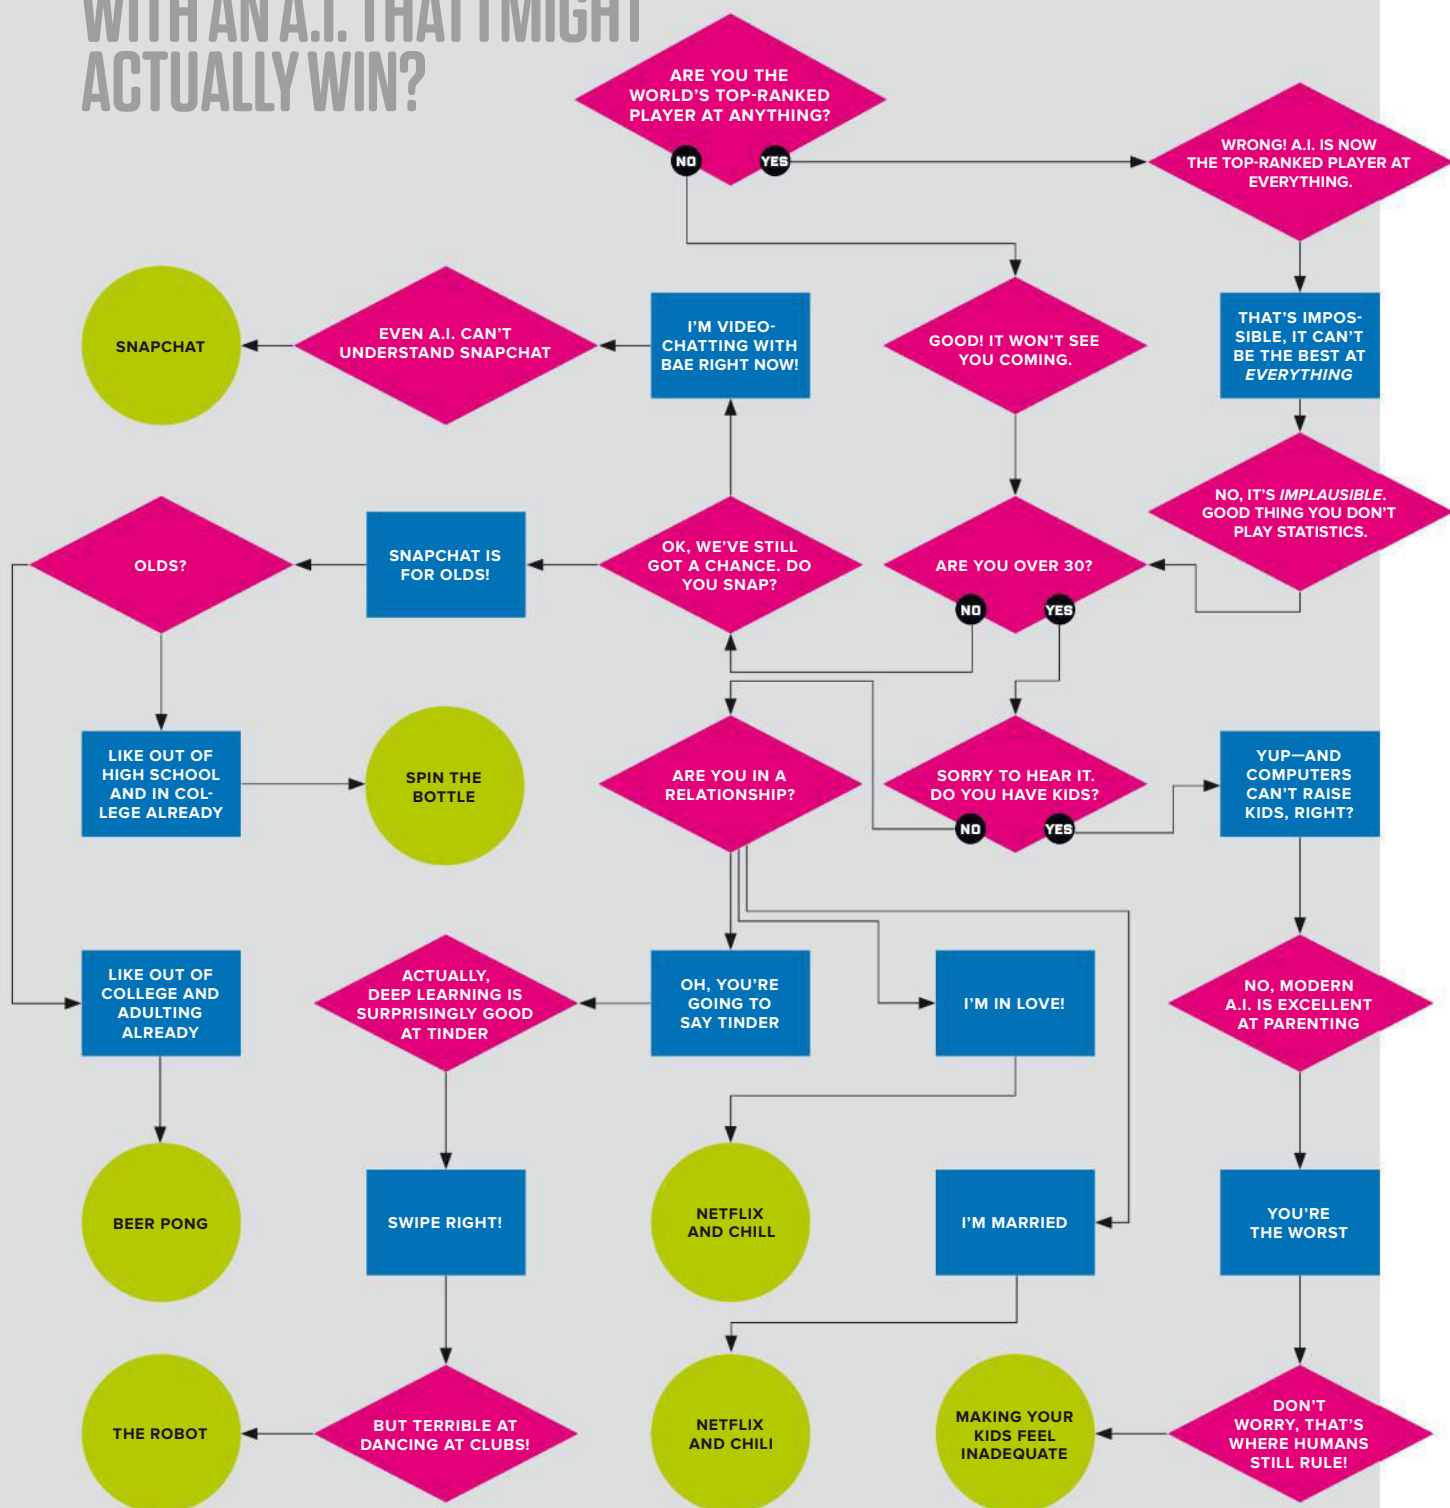 WITH AN A.I. THAT I MIGHT
ACTUALLY WIN?
ARE YOU THE
WORLD'S TOP-RANKED
PLAYER AT ANYTHING?
NO
YES
WRONG! A.I. IS NOW
THE TOP-RANKED PLAYER AT
EVERYTHING.
SNAPCHAT
EVEN A.I. CAN'T
UNDERSTAND SNAPCHAT
I'M VIDEO-
CHATTING WITH
BAE RIGHT NOW!
GOOD! IT WON'T SEE
YOU COMING.
THAT'S IMPOS-
SIBLE, IT CAN'T
BE THE BEST AT
EVERYTHING
NO, IT'S IMPLAUSIBLE.
GOOD THING YOU DON'T
PLAY STATISTICS.
OLDS?
SNAPCHAT IS
FOR OLDS!
OK, WE'VE STILL
GOT A CHANCE. DO
YOU SNAP?
ARE YOU OVER 30?
NO
YES
LIKE OUT OF
HIGH SCHOOL
AND IN COL-
LEGE ALREADY
SPIN THE
BOTTLE
ARE YOU IN A
RELATIONSHIP?
SORRY TO HEAR IT.
DO YOU HAVE KIDS?
NO
YES
YUP—AND
COMPUTERS
CAN'T RAISE
KIDS, RIGHT?
LIKE OUT OF
COLLEGE AND
ADULTING
ALREADY
ACTUALLY,
DEEP LEARNING IS
SURPRISINGLY GOOD
AT TINDER
OH, YOU'RE
GOING TO
SAY TINDER
I'M IN LOVE!
NO, MODERN
A.I. IS EXCELLENT
AT PARENTING
BEER PONG
SWIPE RIGHT!
NETFLIX
AND CHILL
I'M MARRIED
YOU'RE
THE WORST
THE ROBOT
BUT TERRIBLE AT
DANCING AT CLUBS!
NETFLIX
AND CHILI
MAKING YOUR
KIDS FEEL
INADEQUATE
DON'T
WORRY, THAT'S
WHERE HUMANS
STILL RULE!